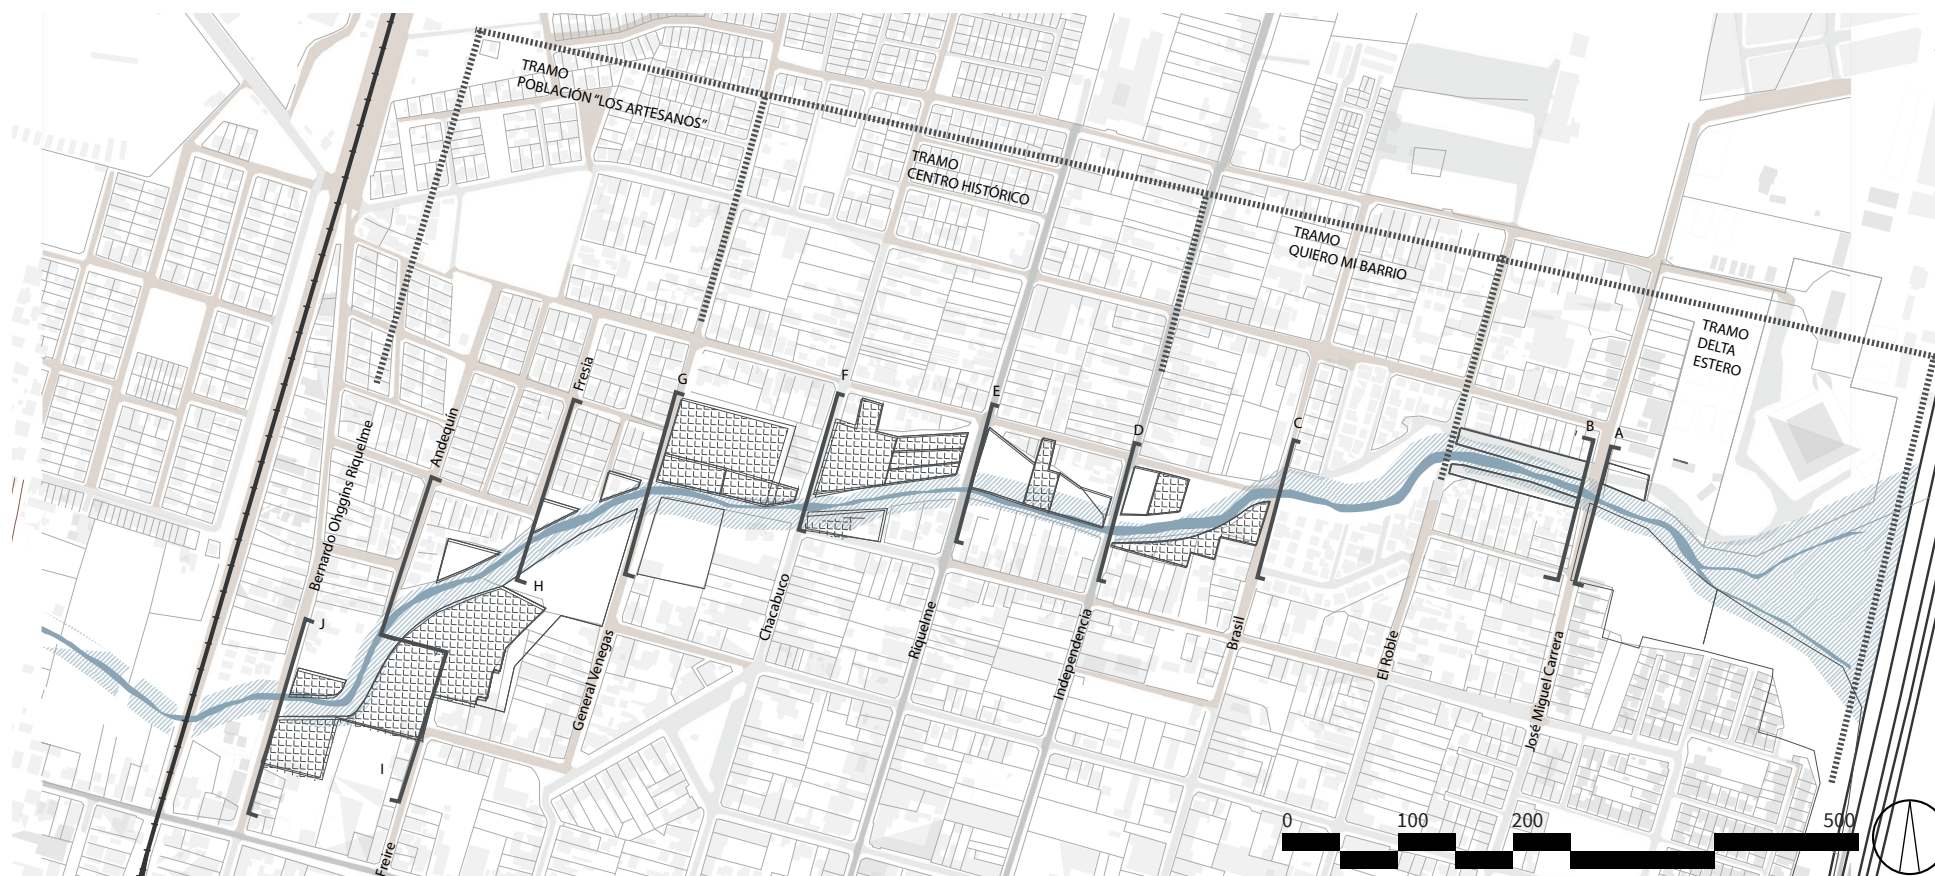 TRAMO
POBLACIÓN “LOS ARTESANOS”
TRAMO
CENTRO HISTÓRICO
TRAMO
QUIERO MI BARRIO
TRAMO
DELTA
ESTERO
Fresia
G
F
E
D
C
B
A
Andequín
Bernardo Ohggins Riquelme
H
J
I
Chacabuco
Riquelme
Independencia
Brasil
El Roble
José Miguel Carrera
General Venegas
Freire
0 100 200 500